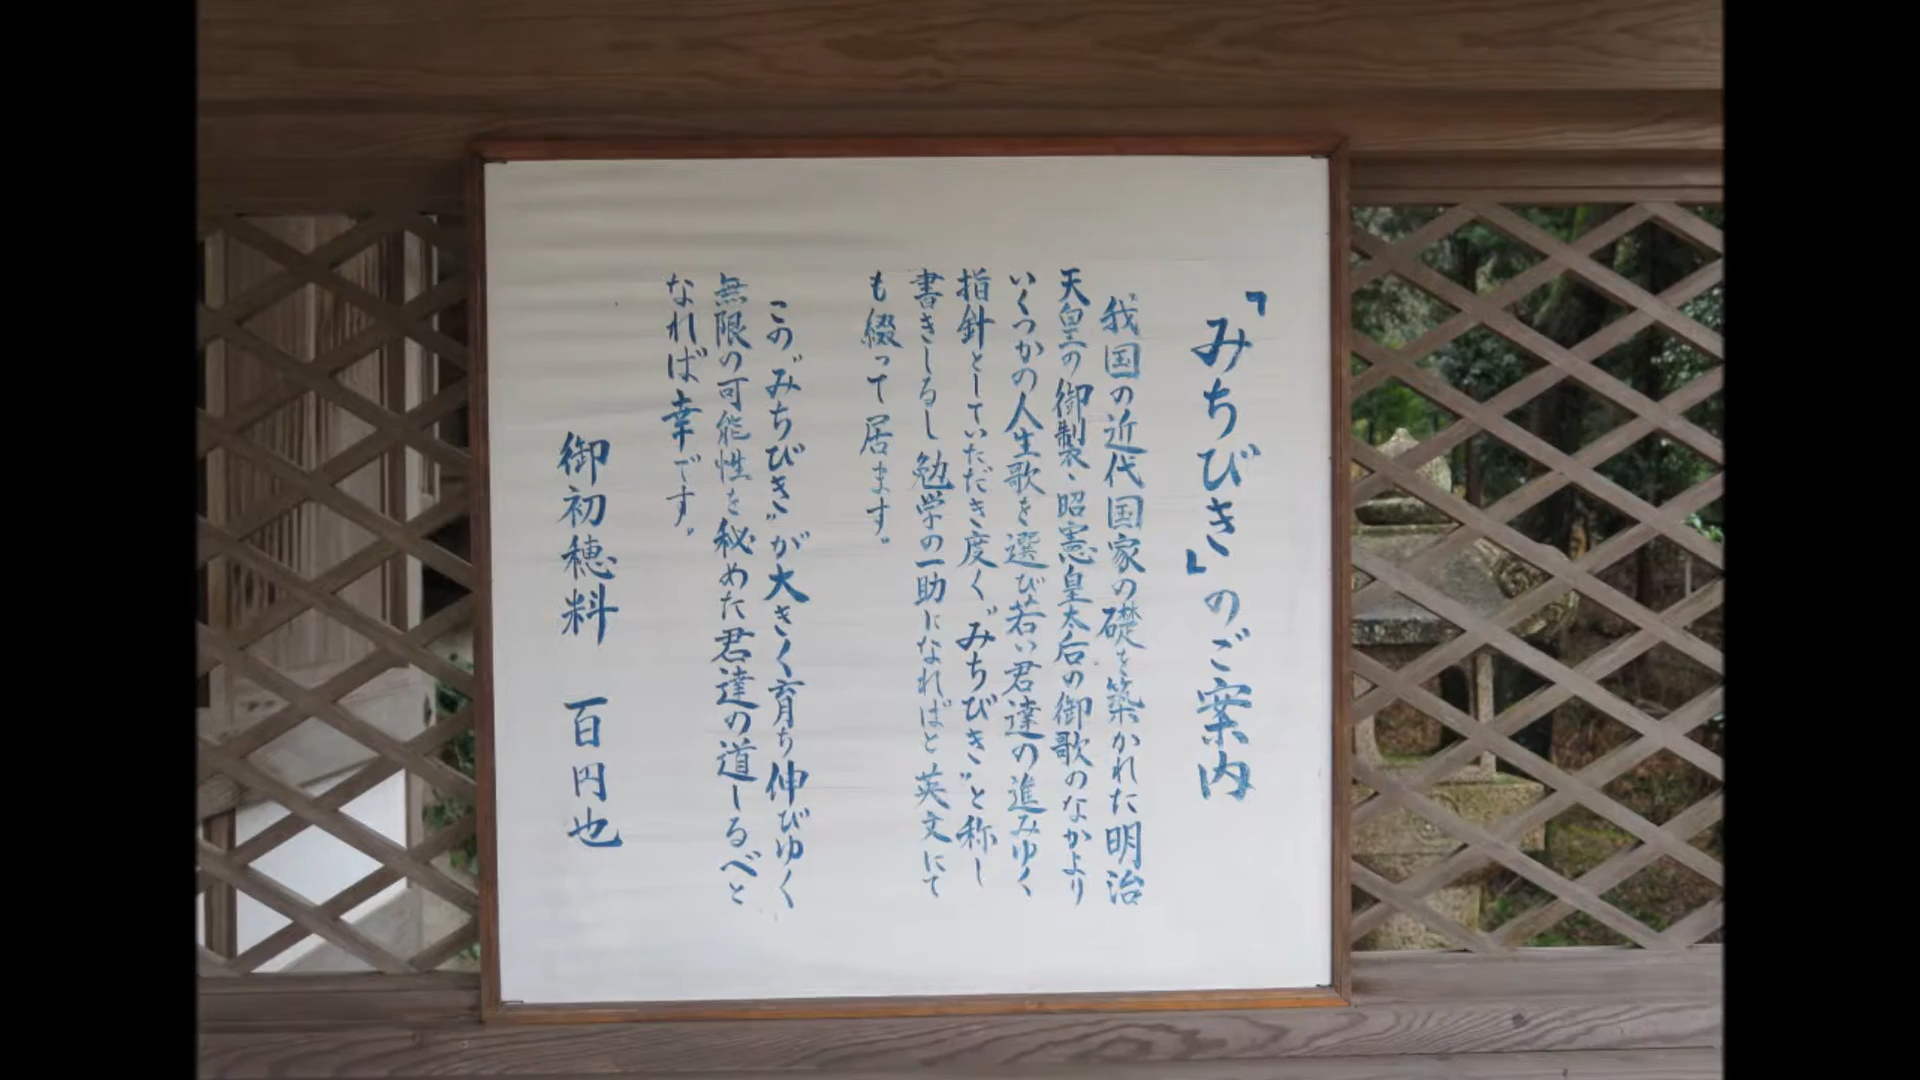 「みちびき」のご案内
我国の近代国家の礎を築かれた明治
天皇の御製、昭憲皇太后の御歌のなかより
いくつかの人生歌を選び若い君達の進みゆく
指針としていただき度く〝みちびき〟と称し
書きしるし勉学の一助になればと英文にて
も綴って居ます。
この〝みちびき〟が大きく育ち伸びゆく
無限の可能性を秘めた君達の道しるべと
なれば幸です。
御初穂料 百円也